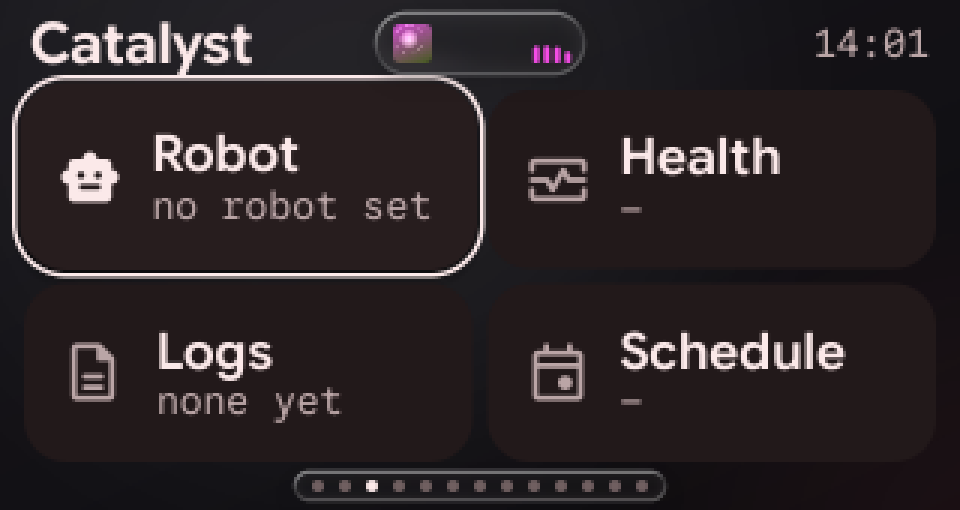 Catalyst
14:01
Robot
no robot set
Health
–
Logs
none yet
Schedule
–